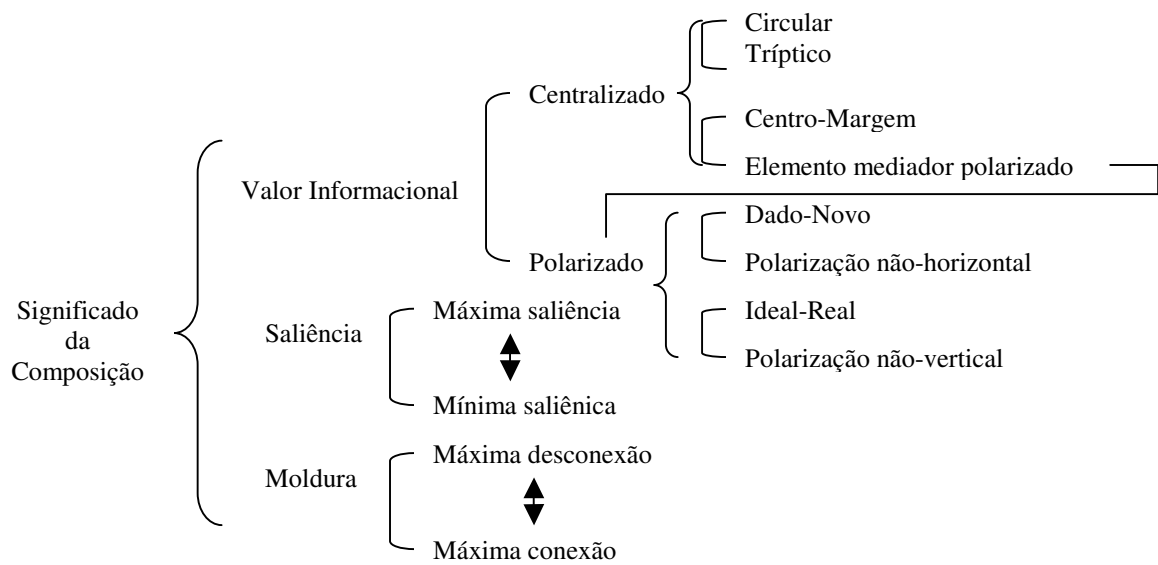 Circular
Tríptico
Centralizado
Centro-Margem
Elemento mediador polarizado
Valor Informacional
Dado-Novo
Polarizado
Polarização não-horizontal
Significado
da
Composição
Máxima saliência
Ideal-Real
Saliência
Polarização não-vertical
Mínima saliênica
Máxima desconexão
Moldura
Máxima conexão